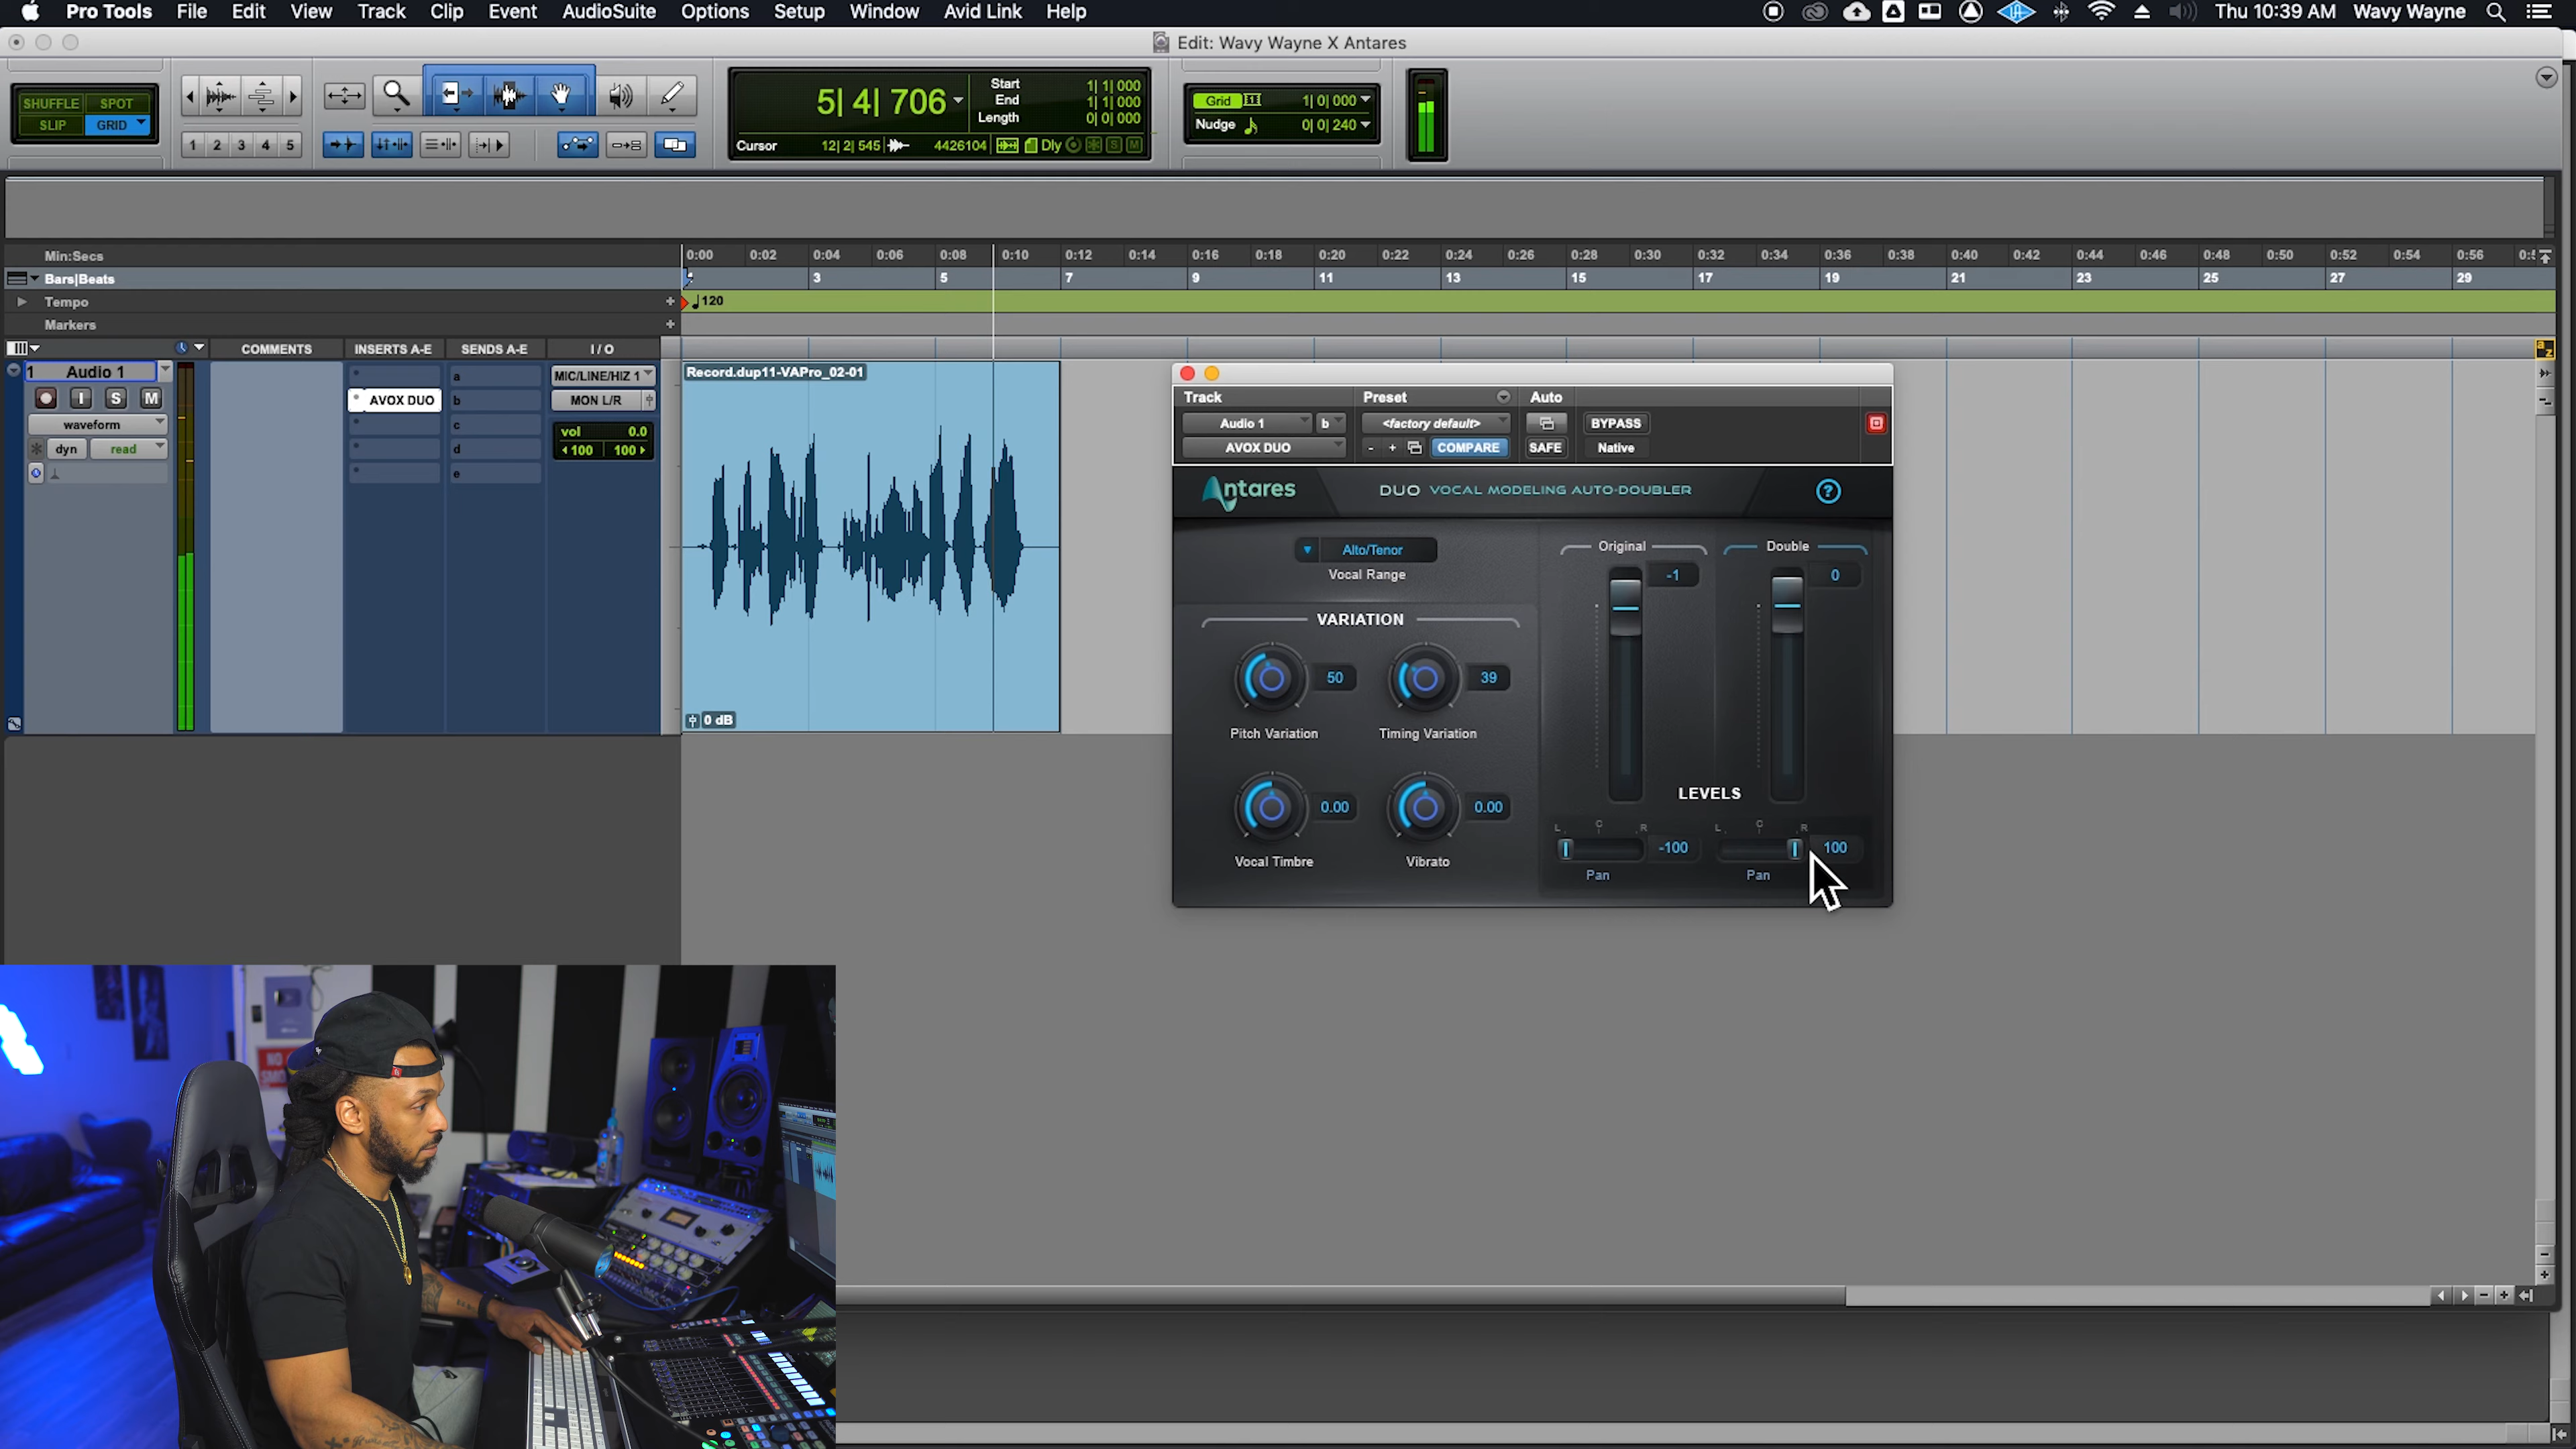 Pro Tools File Edit View Track Clip Event AudioSuite Options Setup Window Avid Link Help Thu 10:39 AM Wavy Wayne
Edit: Wavy Wayne X Antares
SHUFFLE SPOT
SLIP GRID
1 2 3 4 5
5| 4| 706
Start 1| 1| 000
End 1| 1| 000
Length 0| 0| 000
Cursor 12| 2| 545 4426104 Dly S M
Grid 1| 0| 000
Nudge 0| 0| 240
Min:Secs 0:00 0:02 0:04 0:06 0:08 0:10 0:12 0:14 0:16 0:18 0:20 0:22 0:24 0:26 0:28 0:30 0:32 0:34 0:36 0:38 0:40 0:42 0:44 0:46 0:48 0:50 0:52 0:54 0:56
Bars|Beats 3 5 7 9 11 13 15 17 19 21 23 25 27 29
Tempo + 120
Markers +
COMMENTS INSERTS A-E SENDS A-E I / O
a z
1 Audio 1
I S M
waveform
dyn read
AVOX DUO
a
b
c
d
e
MIC/LINE/HIZ 1
MON L/R
vol 0.0
100 100
Record.dup11-VAPro_02-01
0 dB
Track Preset Auto
Audio 1 b <factory default> BYPASS
AVOX DUO - + COMPARE SAFE Native
Antares DUO VOCAL MODELING AUTO-DOUBLER ?
Alto/Tenor
Vocal Range
VARIATION
50 39
Pitch Variation Timing Variation
0.00 0.00
Vocal Timbre Vibrato
Original Double
-1 0
LEVELS
L C R L C R
-100 100
Pan Pan